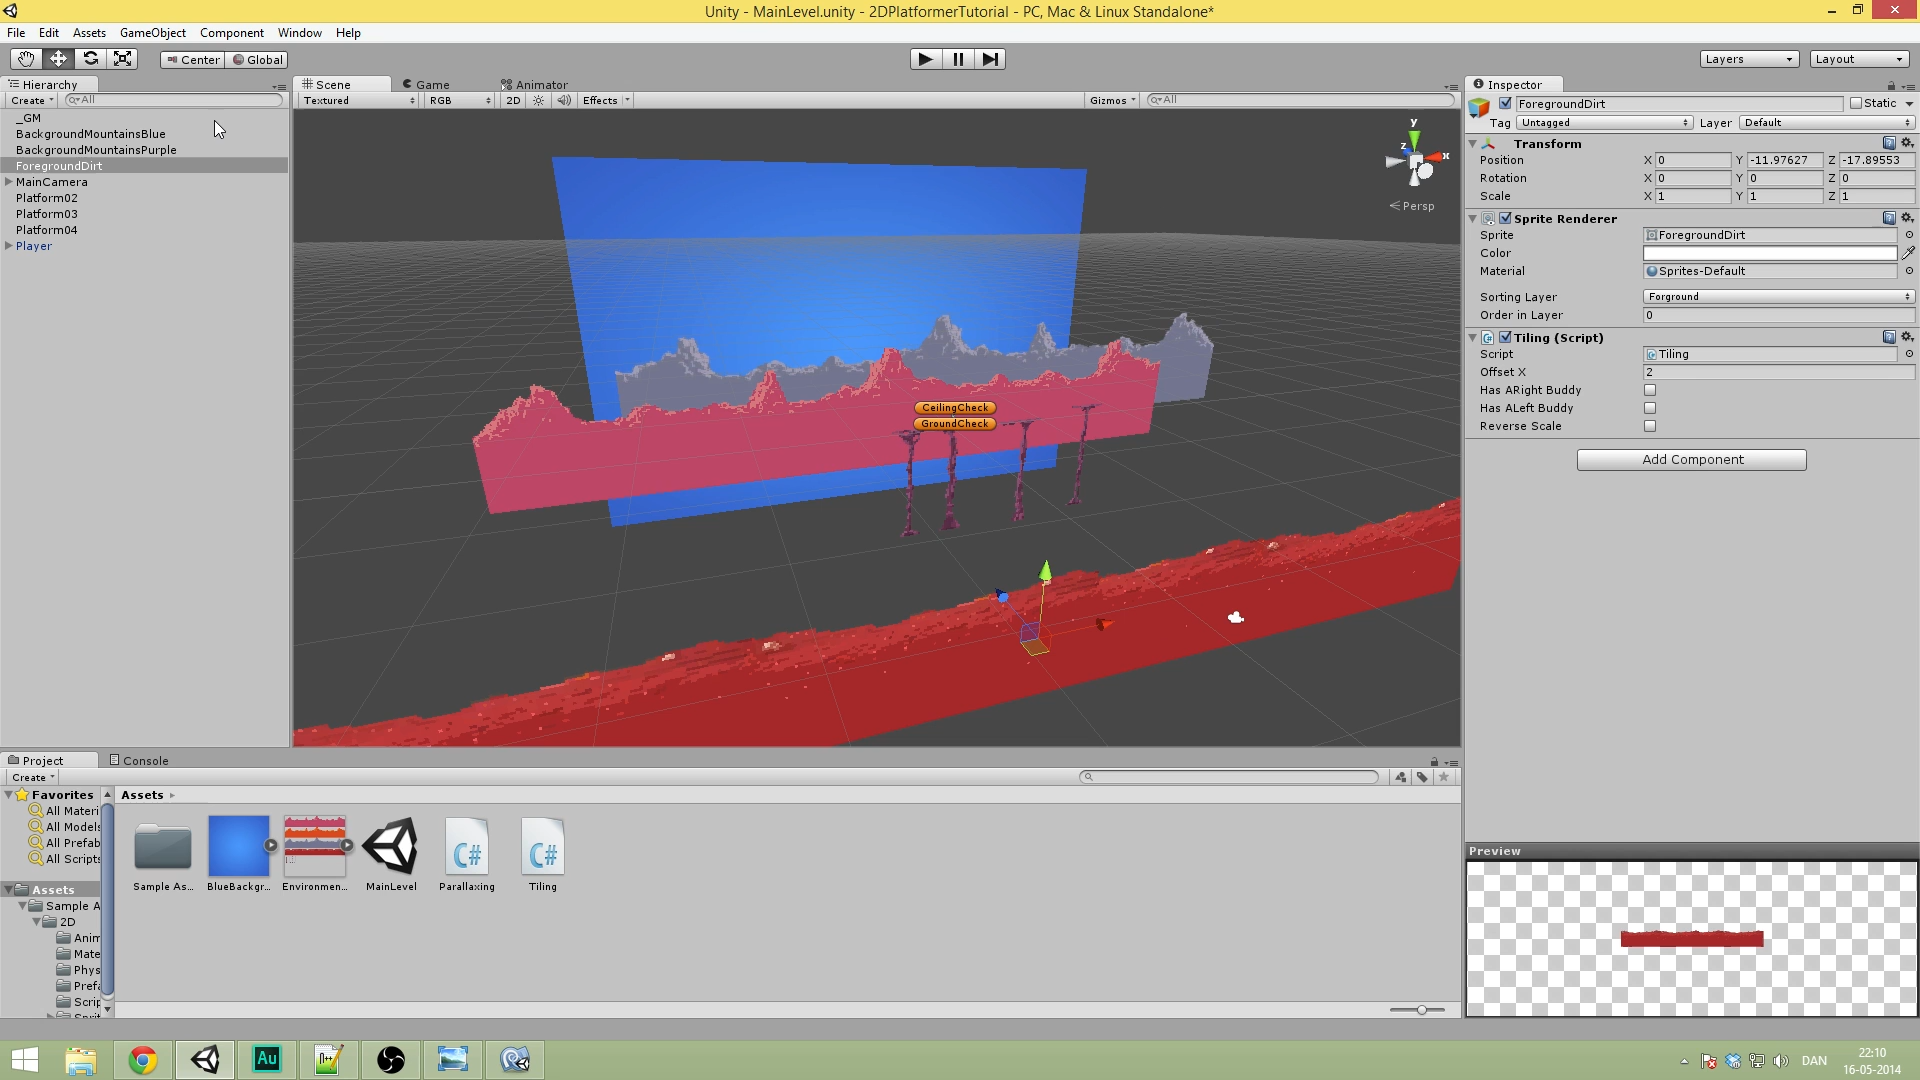 Unity - MainLevel.unity - 2DPlatformerTutorial - PC, Mac & Linux Standalone*
File Edit Assets GameObject Component Window Help
Center Global Layers Layout
Hierarchy
Create All
_GM
BackgroundMountainsBlue
BackgroundMountainsPurple
ForegroundDirt
MainCamera
Platform02
Platform03
Platform04
Player
Scene Game Animator
Textured RGB 2D Effects Gizmos All
y
z
x
Persp
CeilingCheck
GroundCheck
Inspector
ForegroundDirt Static
Tag Untagged Layer Default
Transform
Position X 0 Y -11.97627 Z -17.89553
Rotation X 0 Y 0 Z 0
Scale X 1 Y 1 Z 1
Sprite Renderer
Sprite ForegroundDirt
Color
Material Sprites-Default
Sorting Layer Forground
Order in Layer 0
Tiling (Script)
Script Tiling
Offset X 2
Has ARight Buddy
Has ALeft Buddy
Reverse Scale
Add Component
Preview
Project Console
Create
Favorites
All Materi
All Models
All Prefab
All Scripts
Assets
Sample A
2D
Anim
Mate
Phys
Prefa
Scrip
Assets
Sample As... BlueBackgr... Environmen... MainLevel Parallaxing Tiling
C# C#
Au
DAN
22:10
16-05-2014